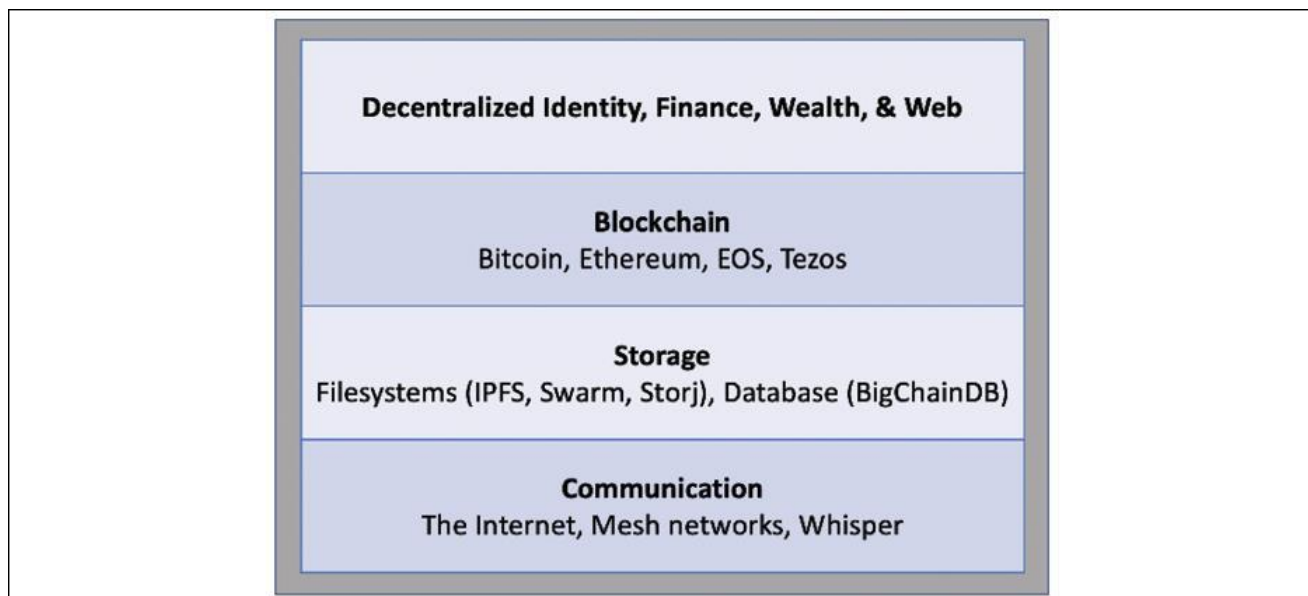 Decentralized Identity, Finance, Wealth, & Web
Blockchain
Bitcoin, Ethereum, EOS, Tezos
Storage
Filesystems (IPFS, Swarm, Storj), Database (BigChainDB)
Communication
The Internet, Mesh networks, Whisper